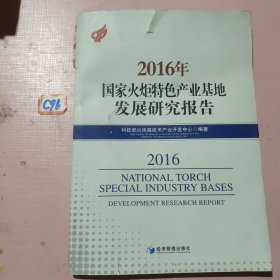 2016年
国家火炬特色产业基地
发展研究报告
科技部火炬高技术产业开发中心◎编著
2016
NATIONAL TORCH
SPECIAL INDUSTRY BASES
DEVELOPMENT RESEARCH REPORT
经济管理出版社
C96